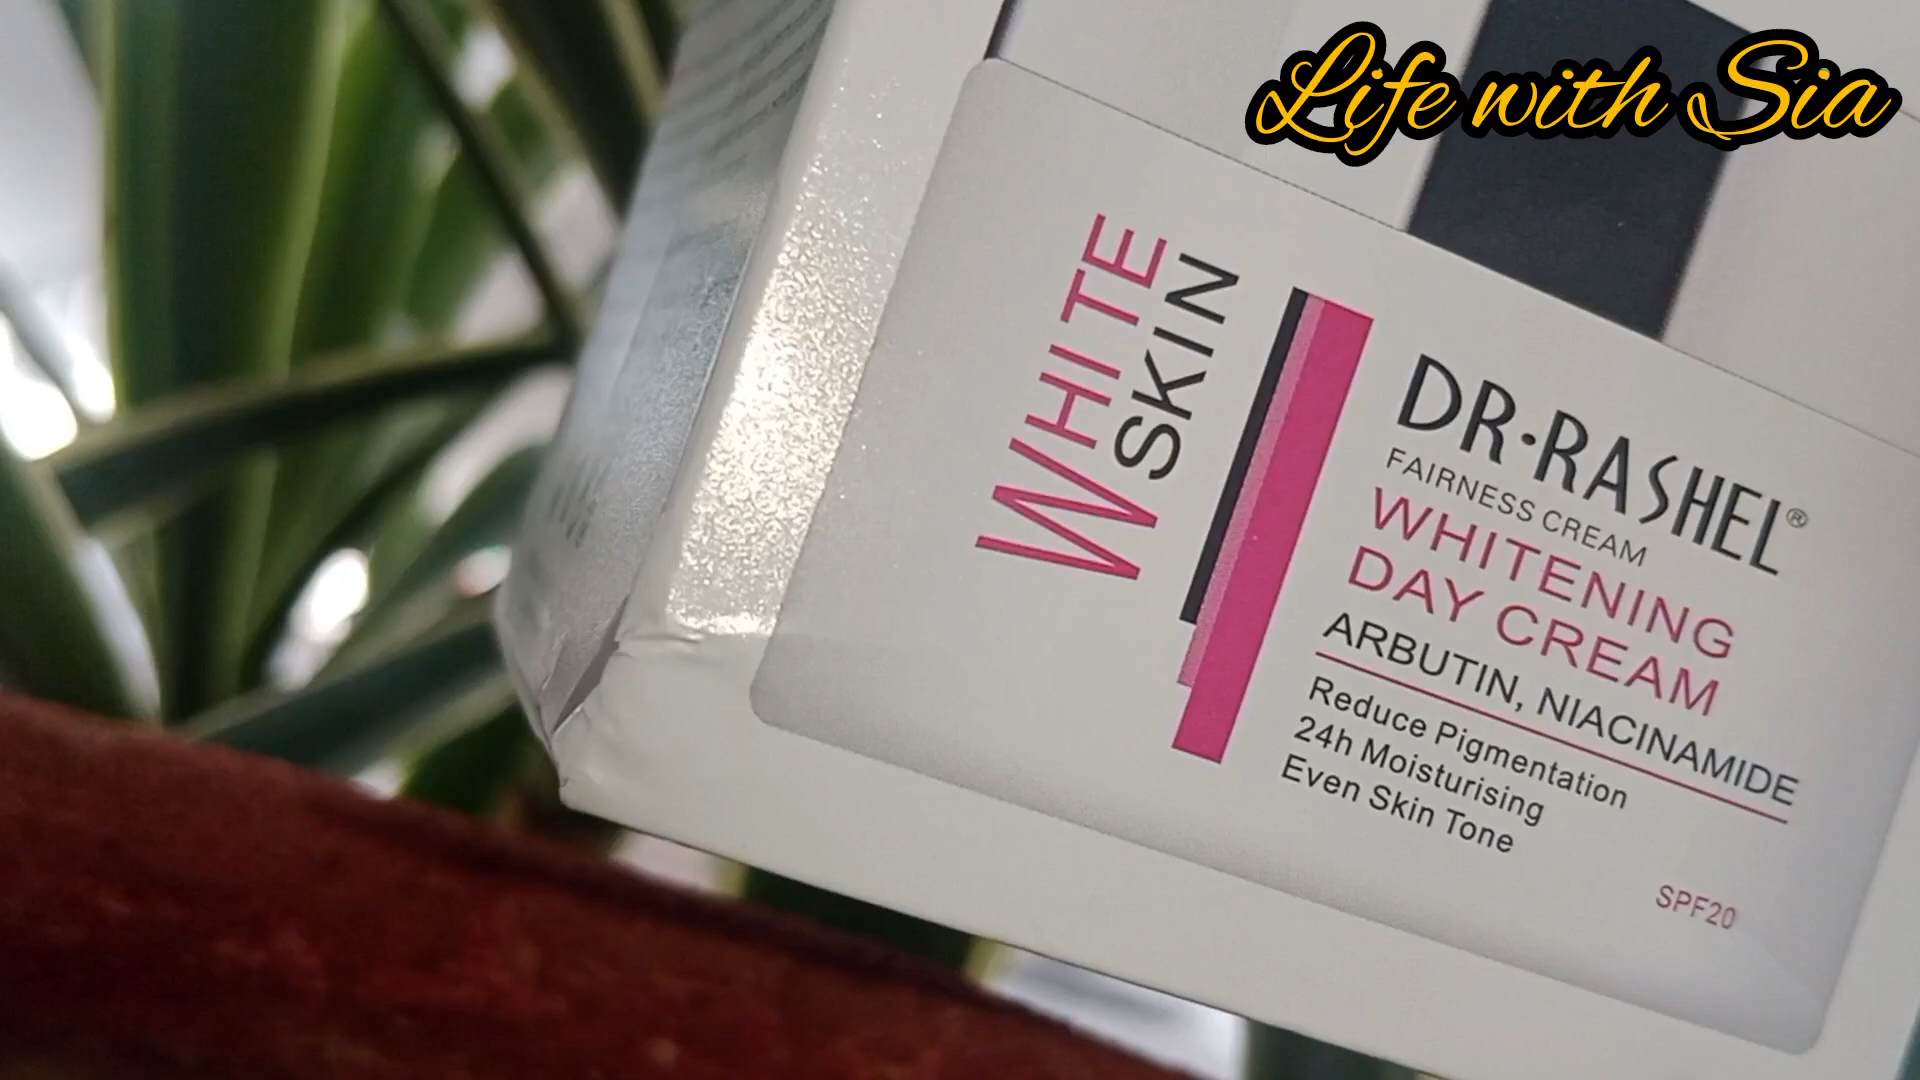 Life with Sia
WHITE
SKIN
DR·RASHEL®
FAIRNESS CREAM
WHITENING
DAY CREAM
ARBUTIN, NIACINAMIDE
Reduce Pigmentation
24h Moisturising
Even Skin Tone
SPF20